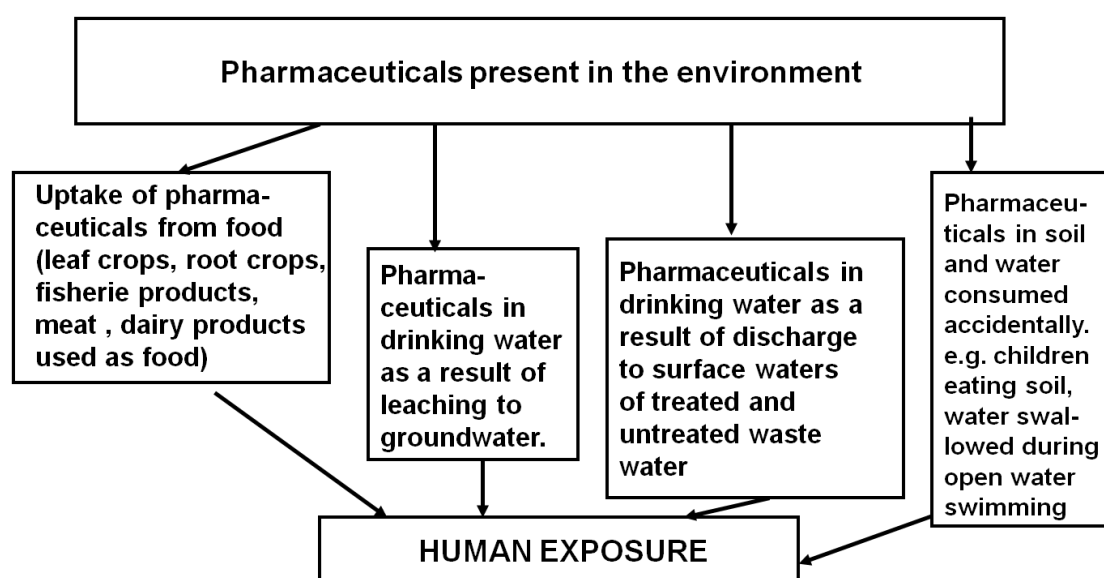 Pharmaceuticals present in the environment
Uptake of pharma-
ceuticals from food
(leaf crops, root crops,
fisherie products,
meat , dairy products
used as food)
Pharma-
ceuticals in
drinking water
as a result of
leaching to
groundwater.
Pharmaceuticals in
drinking water as a
result of discharge
to surface waters
of treated and
untreated waste
water
Pharmaceu-
ticals in soil
and water
consumed
accidentally.
e.g. children
eating soil,
water swal-
lowed during
open water
swimming
HUMAN EXPOSURE